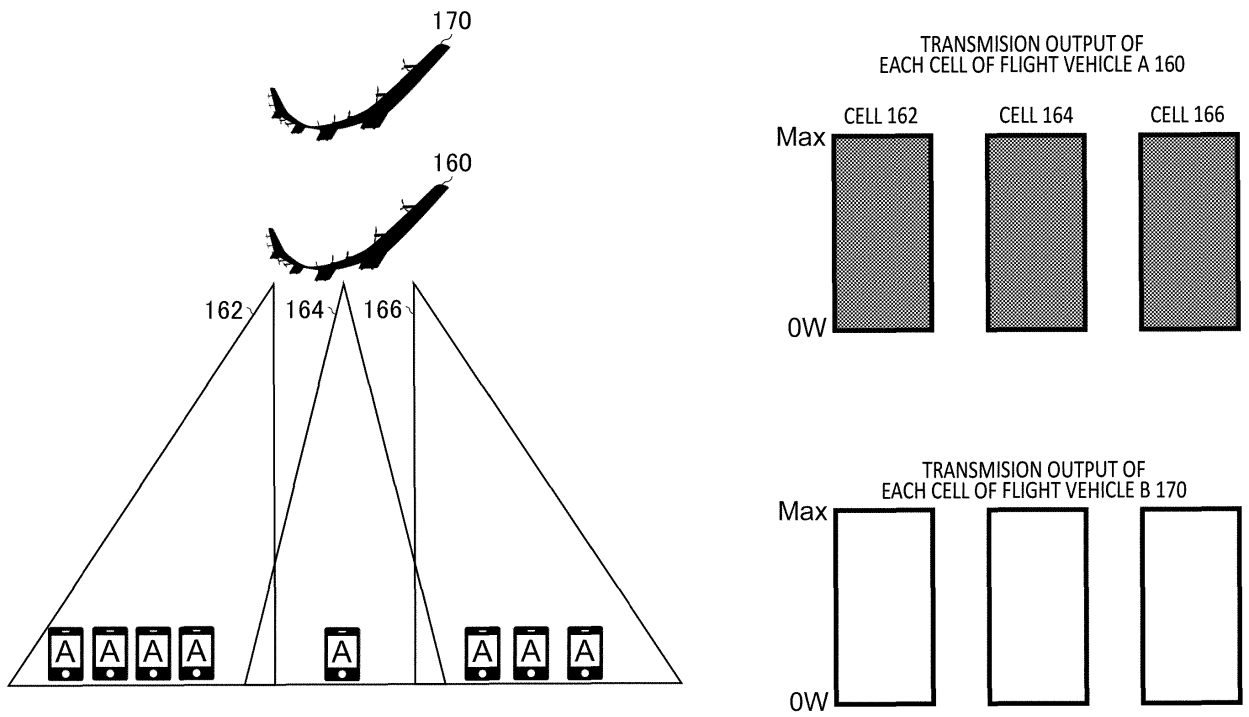 170
160
162
164
166
A A A A
A
A A A
TRANSMISION OUTPUT OF
EACH CELL OF FLIGHT VEHICLE A 160
CELL 162 CELL 164 CELL 166
Max
0W
TRANSMISION OUTPUT OF
EACH CELL OF FLIGHT VEHICLE B 170
Max
0W